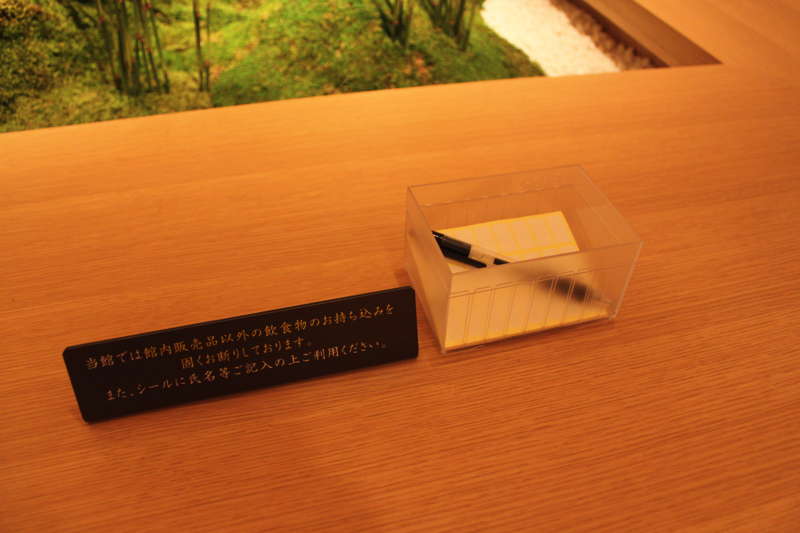 当館では館内販売品以外の飲食物のお持ち込みを
固くお断りしております。
また、シールに氏名等ご記入の上ご利用ください。